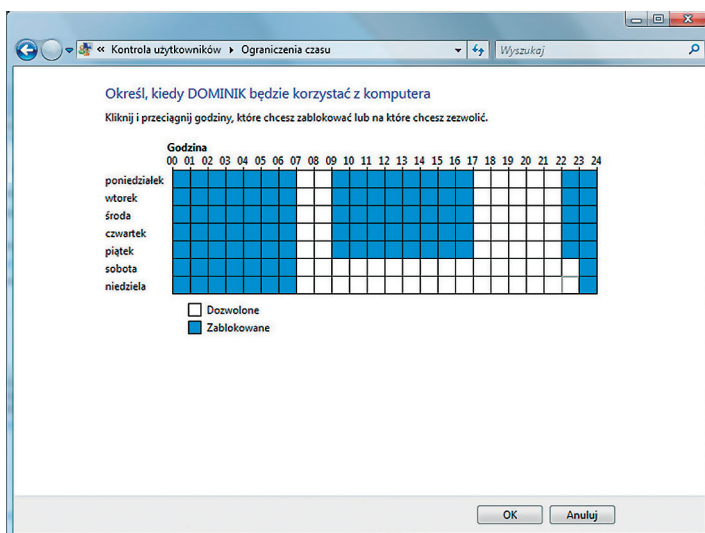 « Kontrola użytkowników ▸ Ograniczenia czasu
Wyszukaj
Określ, kiedy DOMINIK będzie korzystać z komputera
Kliknij i przeciągnij godziny, które chcesz zablokować lub na które chcesz zezwolić.
Godzina
00 01 02 03 04 05 06 07 08 09 10 11 12 13 14 15 16 17 18 19 20 21 22 23 24
poniedziałek
wtorek
środa
czwartek
piątek
sobota
niedziela
Dozwolone
Zablokowane
OK Anuluj